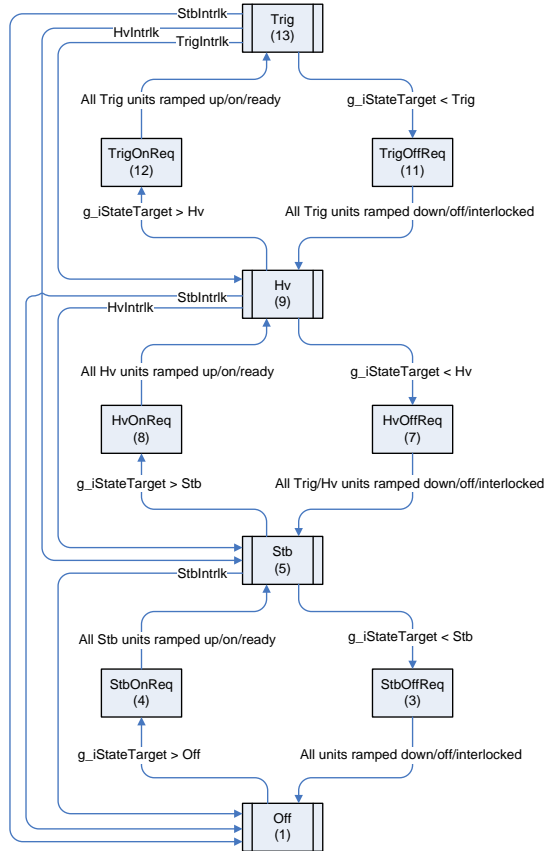 StbIntrlk
HvIntrlk
TrigIntrlk
Trig
(13)
All Trig units ramped up/on/ready
g_iStateTarget < Trig
TrigOnReq
(12)
TrigOffReq
(11)
g_iStateTarget > Hv
All Trig units ramped down/off/interlocked
StbIntrlk
HvIntrlk
Hv
(9)
All Hv units ramped up/on/ready
g_iStateTarget < Hv
HvOnReq
(8)
HvOffReq
(7)
g_iStateTarget > Stb
All Trig/Hv units ramped down/off/interlocked
StbIntrlk
Stb
(5)
All Stb units ramped up/on/ready
g_iStateTarget < Stb
StbOnReq
(4)
StbOffReq
(3)
g_iStateTarget > Off
All units ramped down/off/interlocked
Off
(1)